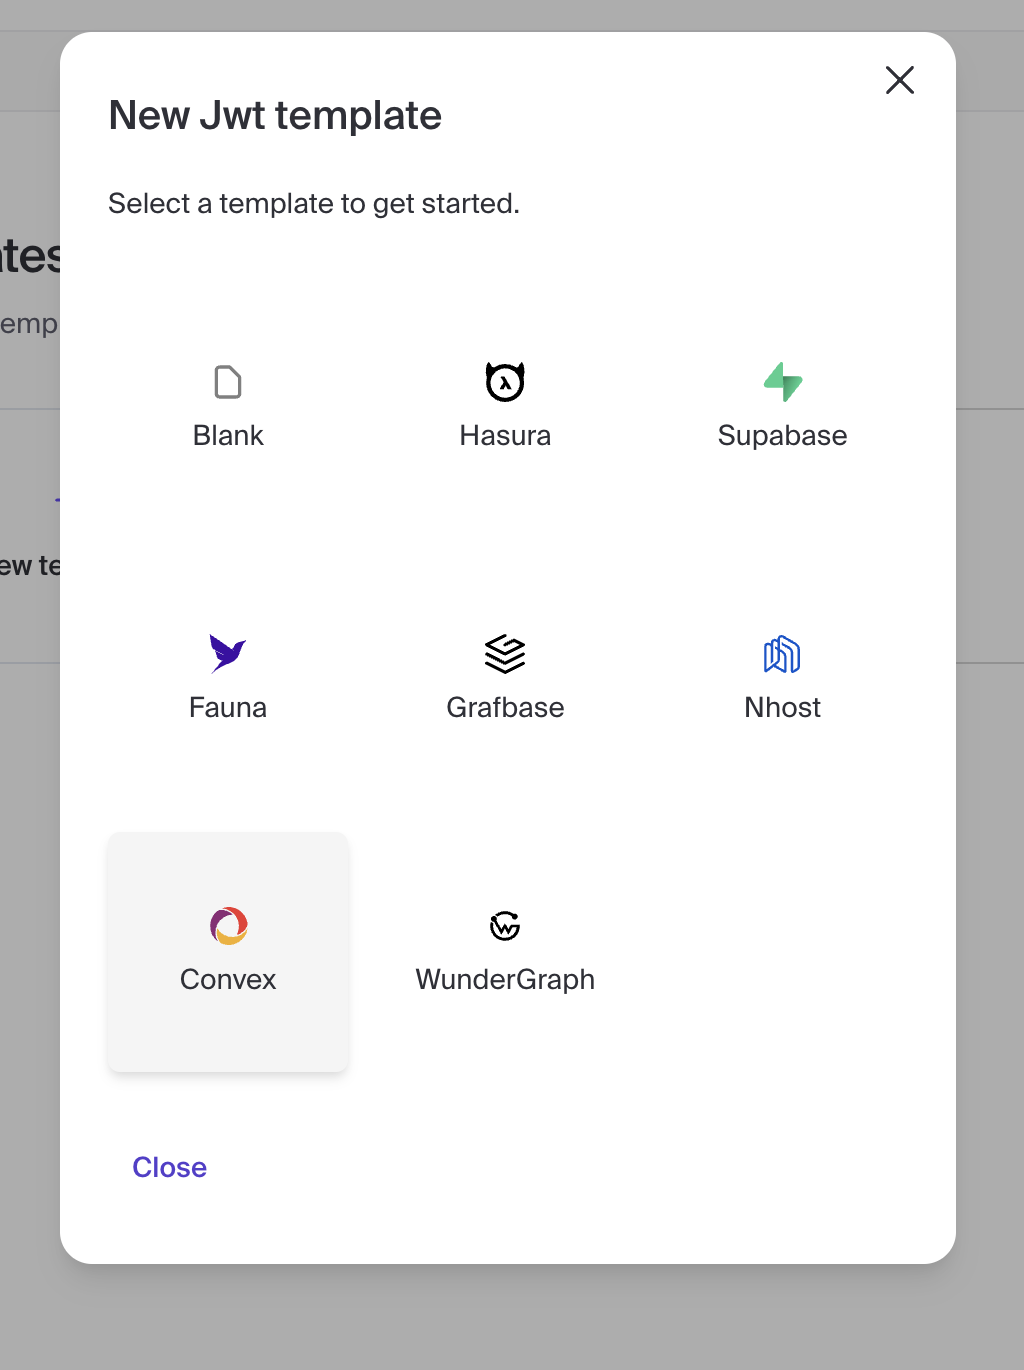 New Jwt template
Select a template to get started.
ates
emp
Blank
Hasura
Supabase
ew te
Fauna
Grafbase
Nhost
Convex
WunderGraph
Close